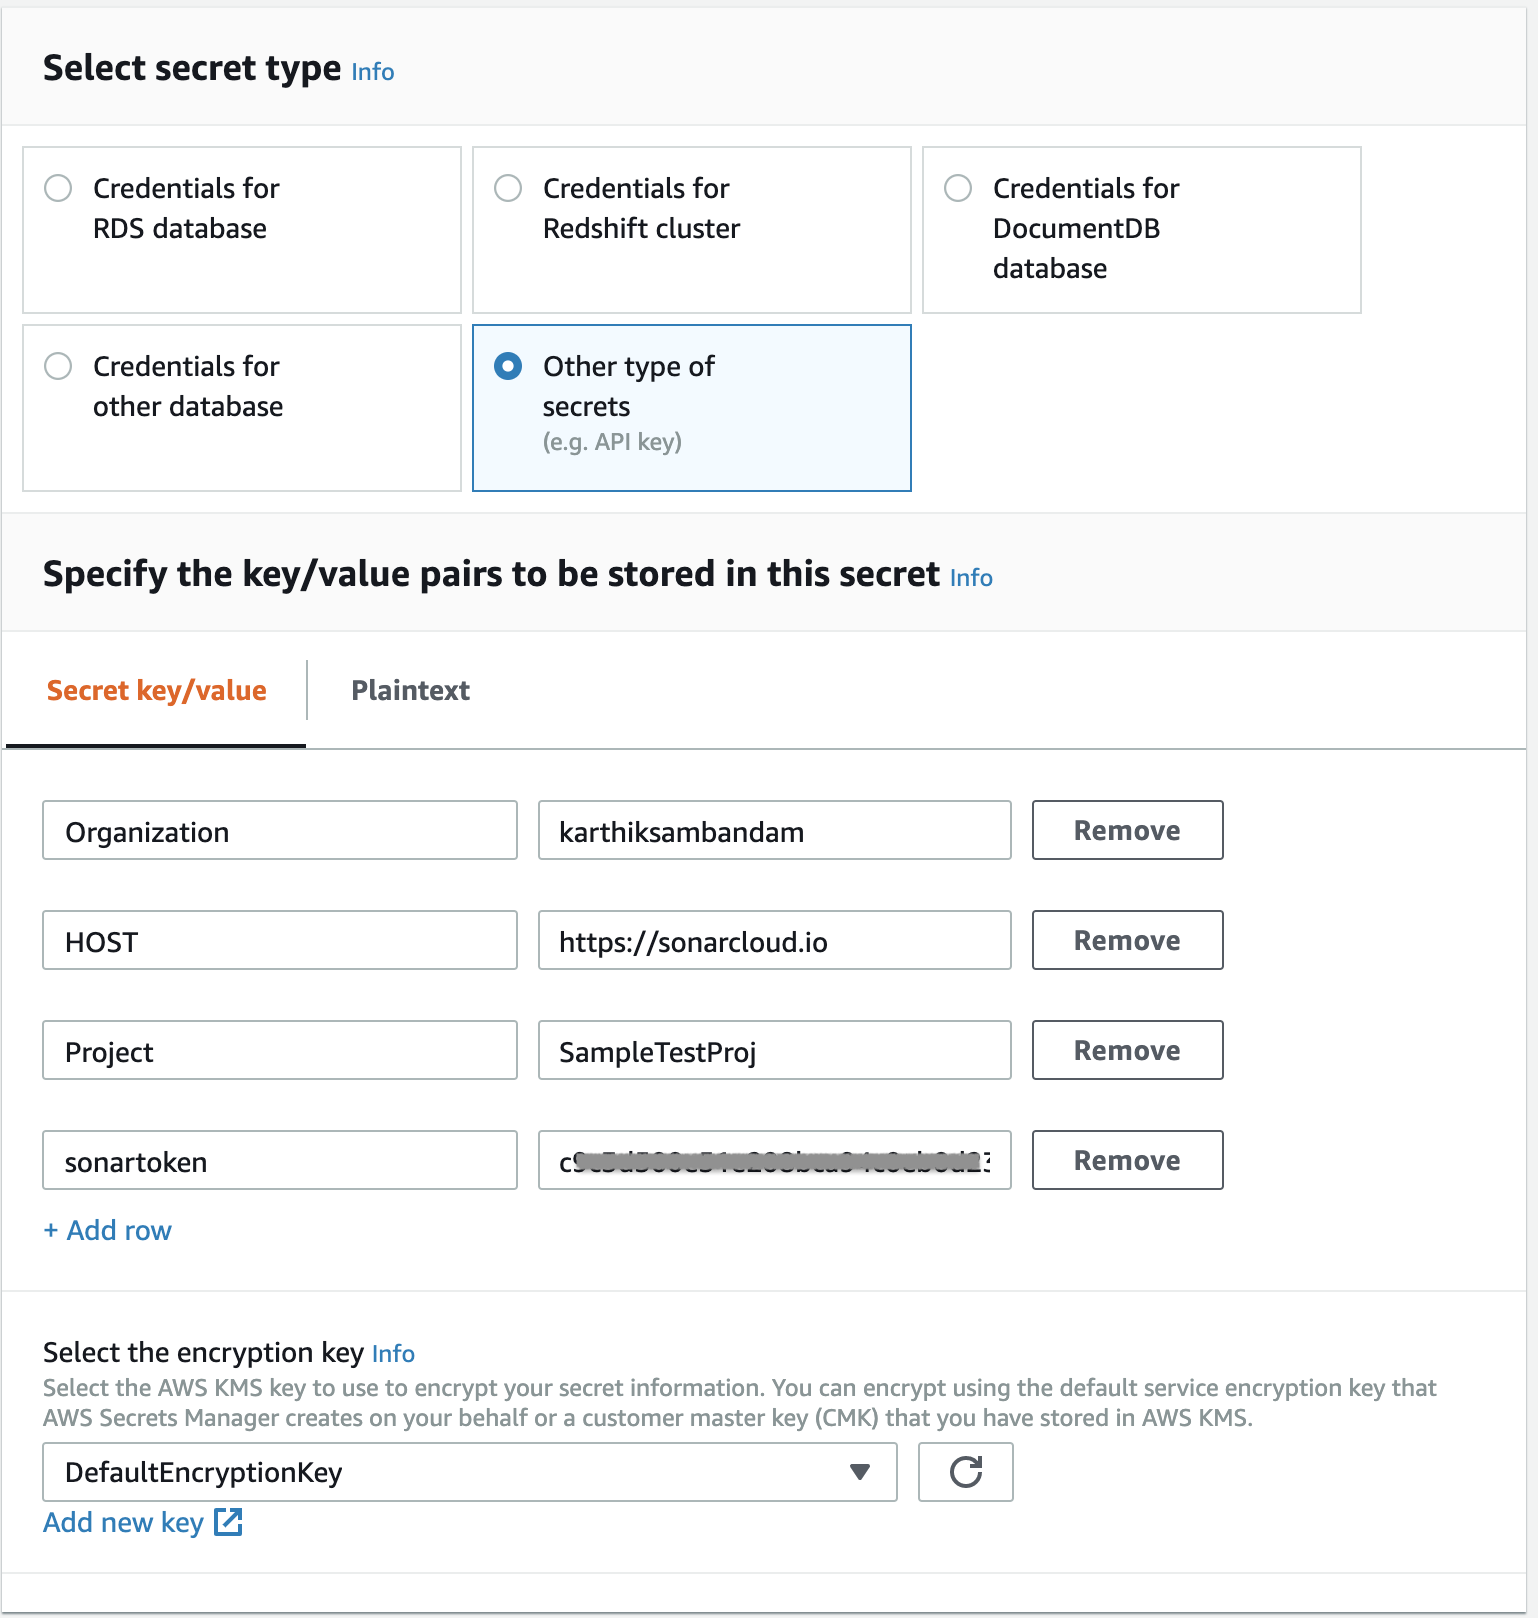 Select secret type Info
Credentials for
RDS database
Credentials for
Redshift cluster
Credentials for
DocumentDB
database
Credentials for
other database
Other type of
secrets
(e.g. API key)
Specify the key/value pairs to be stored in this secret Info
Secret key/value
Plaintext
Organization
karthiksambandam
Remove
HOST
https://sonarcloud.io
Remove
Project
SampleTestProj
Remove
sonartoken
Remove
+ Add row
Select the encryption key Info
Select the AWS KMS key to use to encrypt your secret information. You can encrypt using the default service encryption key that
AWS Secrets Manager creates on your behalf or a customer master key (CMK) that you have stored in AWS KMS.
DefaultEncryptionKey
Add new key